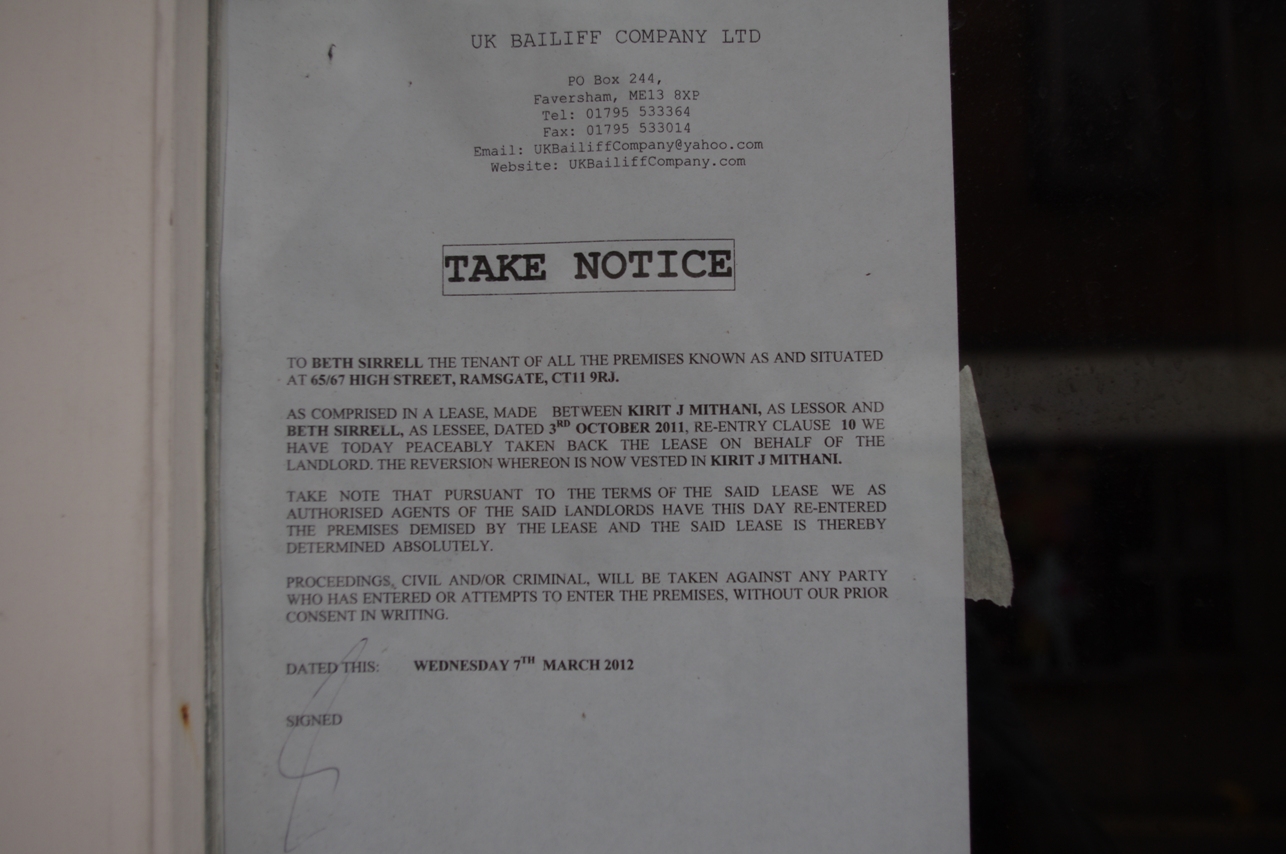 UK BAILIFF COMPANY LTD
PO Box 244,
Faversham, ME13 8XP
Tel: 01795 533364
Fax: 01795 533014
Email: UKBailiffCompany@yahoo.com
Website: UKBailiffCompany.com
TAKE NOTICE
TO BETH SIRRELL THE TENANT OF ALL THE PREMISES KNOWN AS AND SITUATED
AT 65/67 HIGH STREET, RAMSGATE, CT11 9RJ.
AS COMPRISED IN A LEASE, MADE BETWEEN KIRIT J MITHANI, AS LESSOR AND
BETH SIRRELL, AS LESSEE, DATED 3RD OCTOBER 2011, RE-ENTRY CLAUSE 10 WE
HAVE TODAY PEACEABLY TAKEN BACK THE LEASE ON BEHALF OF THE
LANDLORD. THE REVERSION WHEREON IS NOW VESTED IN KIRIT J MITHANI.
TAKE NOTE THAT PURSUANT TO THE TERMS OF THE SAID LEASE WE AS
AUTHORISED AGENTS OF THE SAID LANDLORDS HAVE THIS DAY RE-ENTERED
THE PREMISES DEMISED BY THE LEASE AND THE SAID LEASE IS THEREBY
DETERMINED ABSOLUTELY.
PROCEEDINGS, CIVIL AND/OR CRIMINAL, WILL BE TAKEN AGAINST ANY PARTY
WHO HAS ENTERED OR ATTEMPTS TO ENTER THE PREMISES, WITHOUT OUR PRIOR
CONSENT IN WRITING.
DATED THIS: WEDNESDAY 7TH MARCH 2012
SIGNED